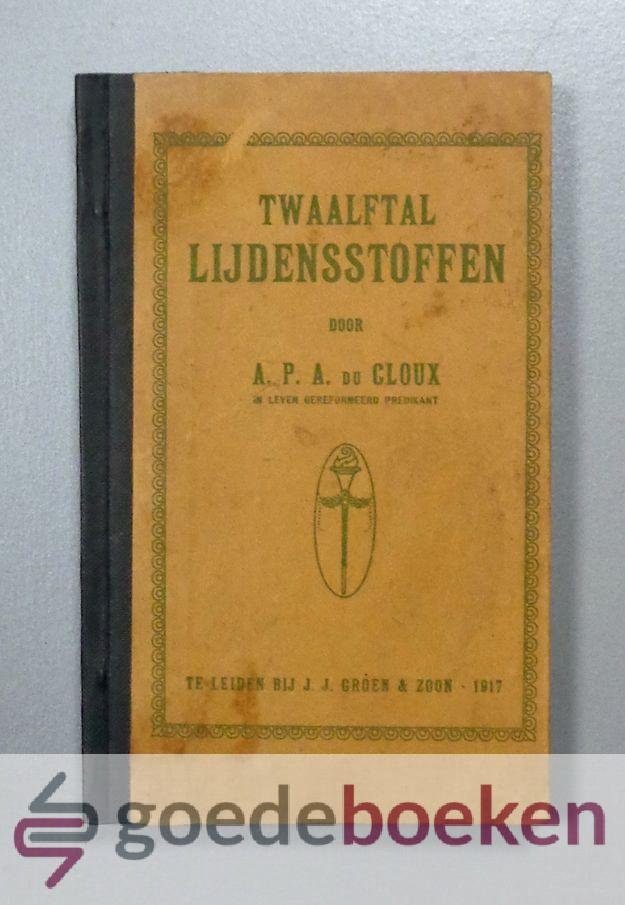 TWAALFTAL
LIJDENSSTOFFEN
DOOR
A. P. A. DU CLOUX
IN LEVEN GEREFORMEERD PREDIKANT
TE LEIDEN BIJ J. J. GROEN & ZOON - 1917
goedeboeken